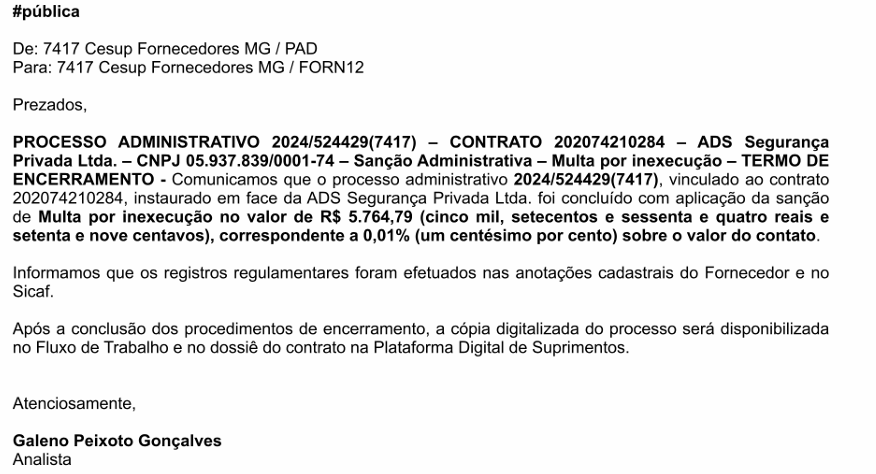 #pública
De: 7417 Cesup Fornecedores MG / PAD
Para: 7417 Cesup Fornecedores MG / FORN12
Prezados,
PROCESSO ADMINISTRATIVO 2024/524429(7417) – CONTRATO 202074210284 – ADS Segurança
Privada Ltda. – CNPJ 05.937.839/0001-74 – Sanção Administrativa – Multa por inexecução – TERMO DE
ENCERRAMENTO - Comunicamos que o processo administrativo 2024/524429(7417), vinculado ao contrato
202074210284, instaurado em face da ADS Segurança Privada Ltda. foi concluído com aplicação da sanção
de Multa por inexecução no valor de R$ 5.764,79 (cinco mil, setecentos e sessenta e quatro reais e
setenta e nove centavos), correspondente a 0,01% (um centésimo por cento) sobre o valor do contato.
Informamos que os registros regulamentares foram efetuados nas anotações cadastrais do Fornecedor e no
Sicaf.
Após a conclusão dos procedimentos de encerramento, a cópia digitalizada do processo será disponibilizada
no Fluxo de Trabalho e no dossiê do contrato na Plataforma Digital de Suprimentos.
Atenciosamente,
Galeno Peixoto Gonçalves
Analista